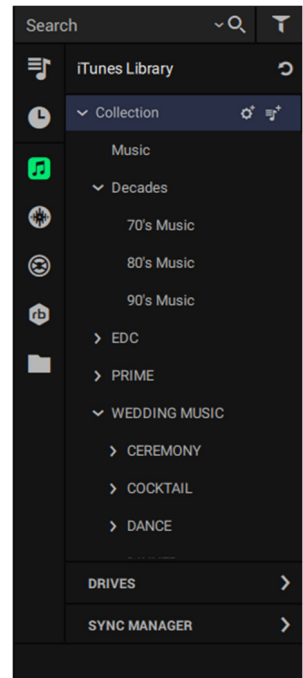 Search
iTunes Library
Collection
Music
Decades
70's Music
80's Music
90's Music
EDC
PRIME
WEDDING MUSIC
CEREMONY
COCKTAIL
DANCE
rb
DRIVES
SYNC MANAGER